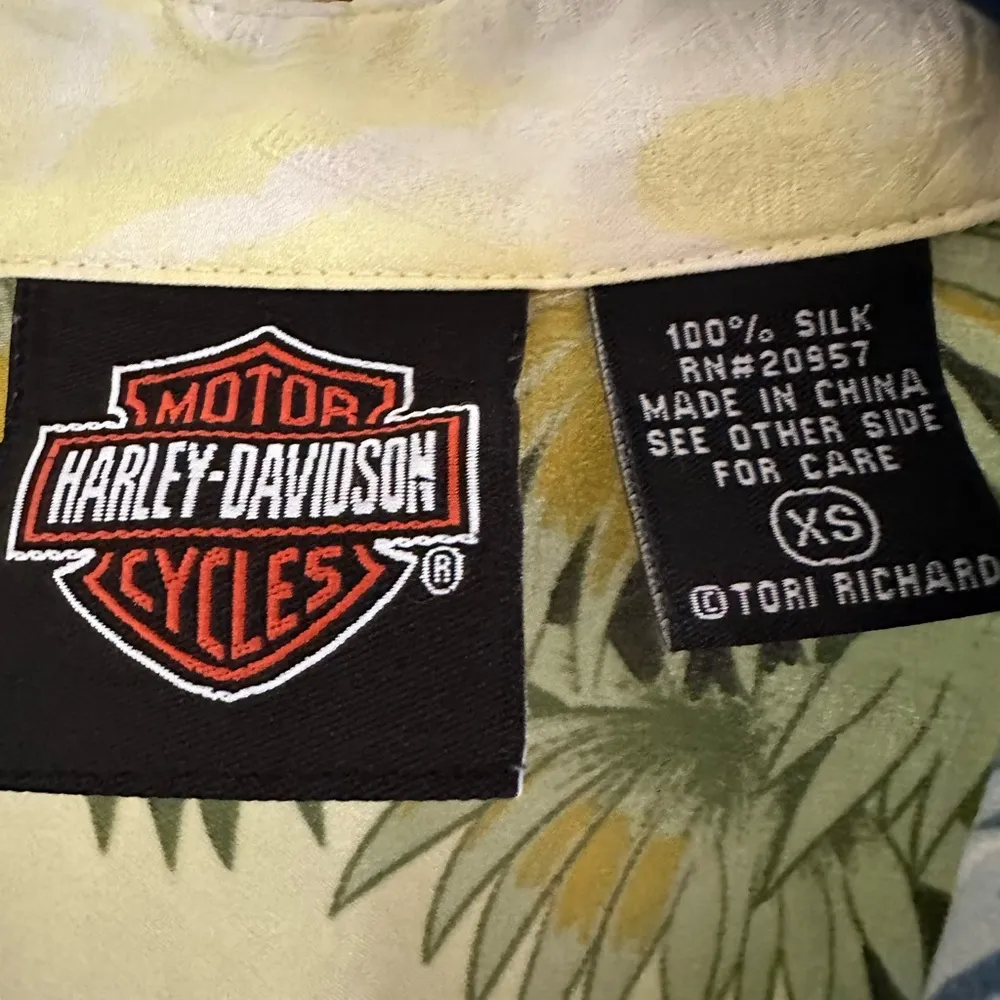 MOTOR
HARLEY-DAVIDSON
CYCLES
®
100% SILK
RN#20957
MADE IN CHINA
SEE OTHER SIDE
FOR CARE
XS
©TORI RICHARD